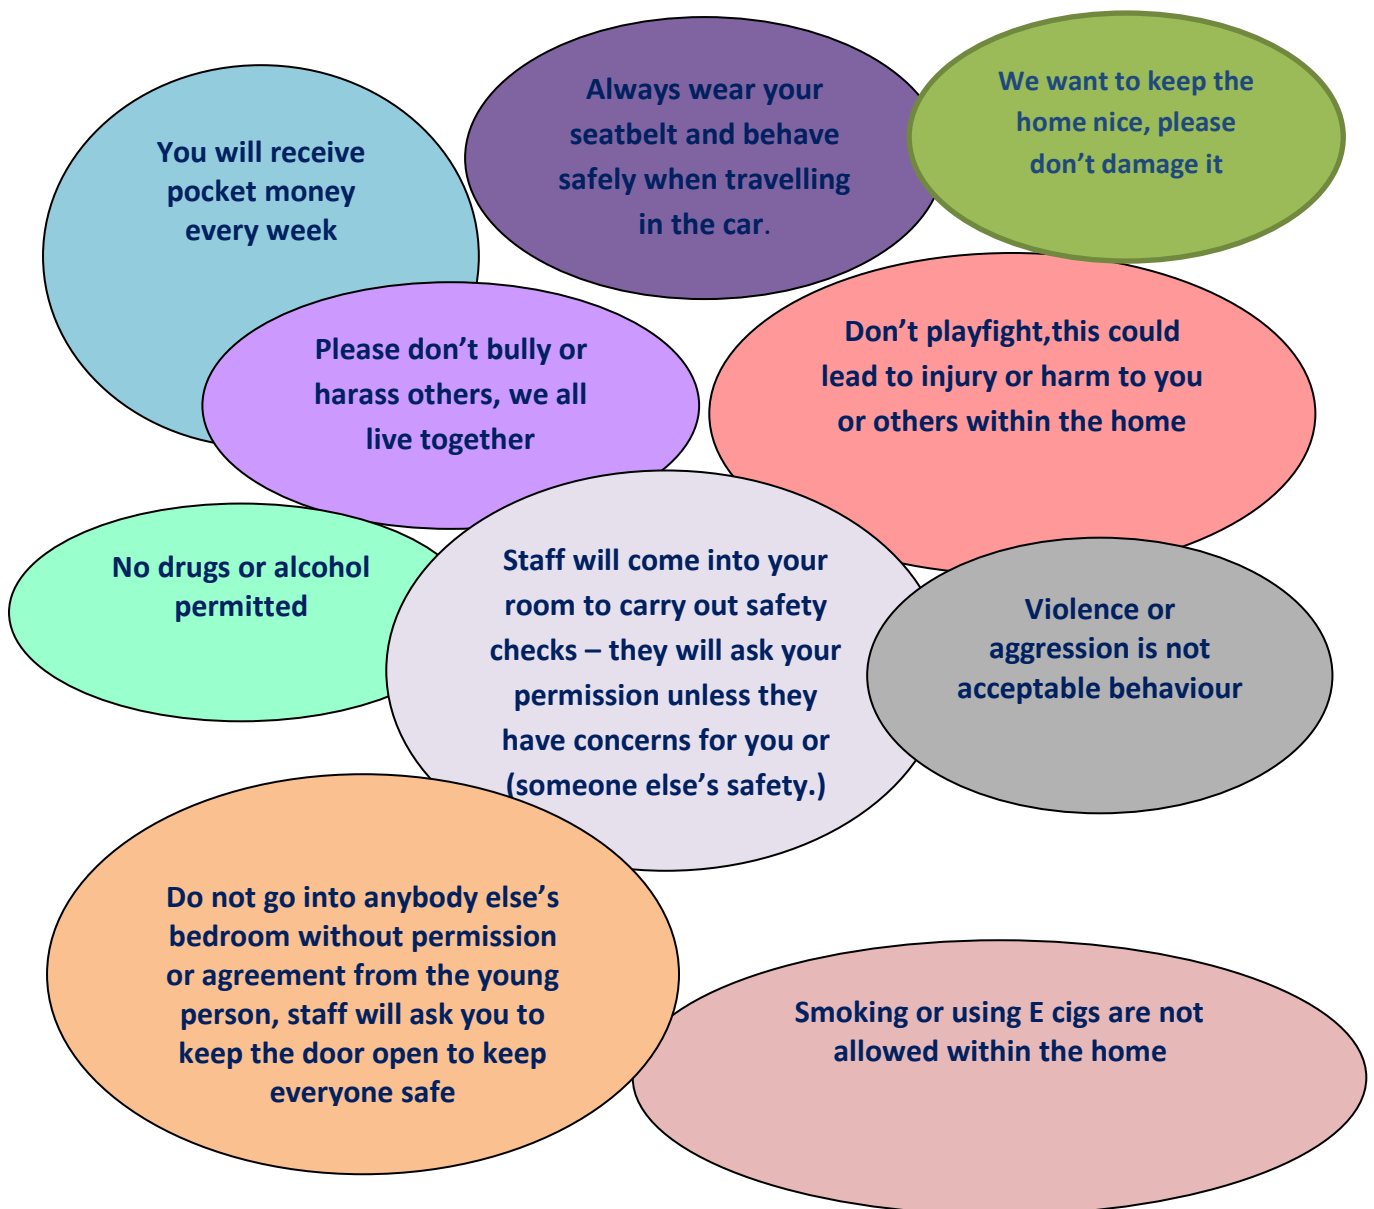 You will receive
pocket money
every week
Always wear your
seatbelt and behave
safely when travelling
in the car.
We want to keep the
home nice, please
don’t damage it
Please don’t bully or
harass others, we all
live together
Don’t playfight,this could
lead to injury or harm to you
or others within the home
No drugs or alcohol
permitted
Staff will come into your
room to carry out safety
checks – they will ask your
permission unless they
have concerns for you or
(someone else’s safety.)
Violence or
aggression is not
acceptable behaviour
Do not go into anybody else’s
bedroom without permission
or agreement from the young
person, staff will ask you to
keep the door open to keep
everyone safe
Smoking or using E cigs are not
allowed within the home